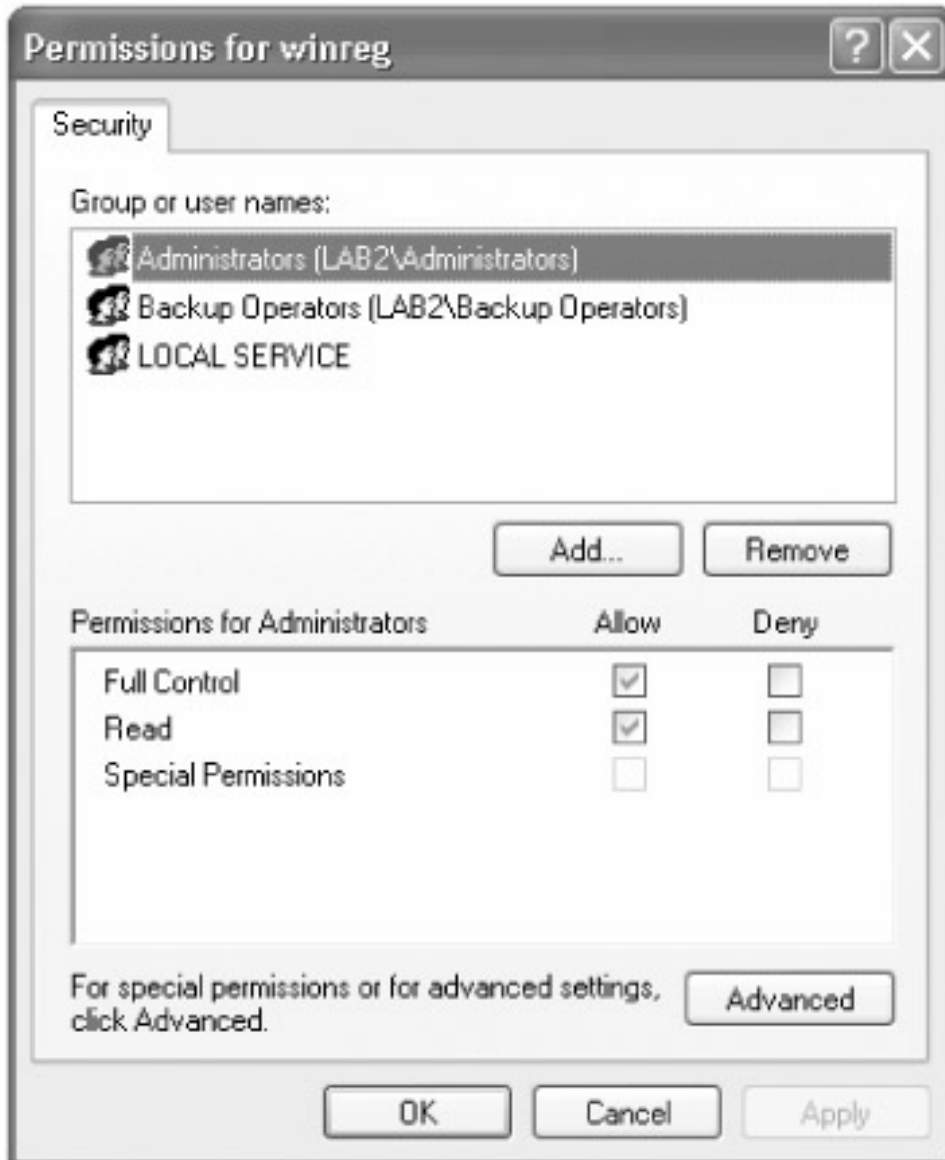 Permissions for winreg
Security
Group or user names:
Administrators (LAB2\Administrators)
Backup Operators (LAB2\Backup Operators)
LOCAL SERVICE
Add... Remove
Permissions for Administrators Allow Deny
Full Control
Read
Special Permissions
For special permissions or for advanced settings,
click Advanced.
Advanced
OK Cancel Apply